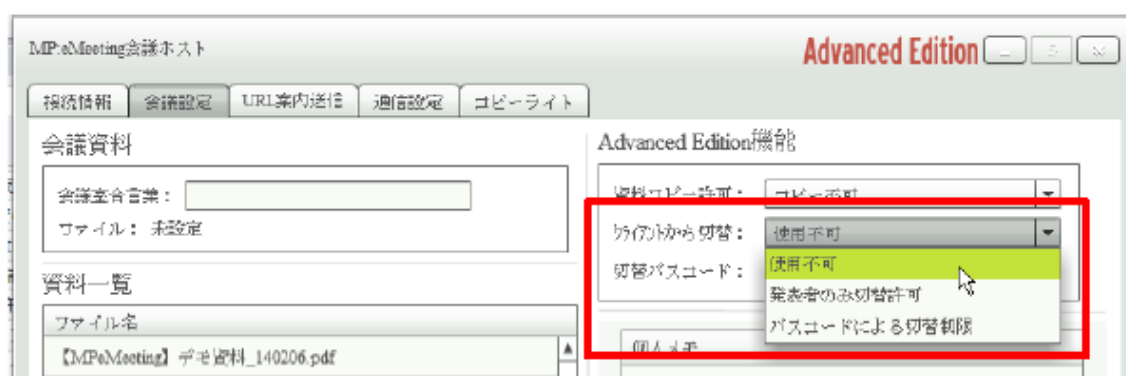 MP:eMeeting会議ホスト
Advanced Edition
接続情報 会議設定 URL案内送信 通信設定 コピーライト
会議資料
会議室合言葉：
ファイル： 未設定
資料一覧
ファイル名
【MPeMeeting】デモ資料_140206.pdf
Advanced Edition機能
資料コピー許可： コピー不可
クライアントから切替： 使用不可
切替パスコード：
使用不可
発表者のみ切替許可
パスコードによる切替制限
個人メモ